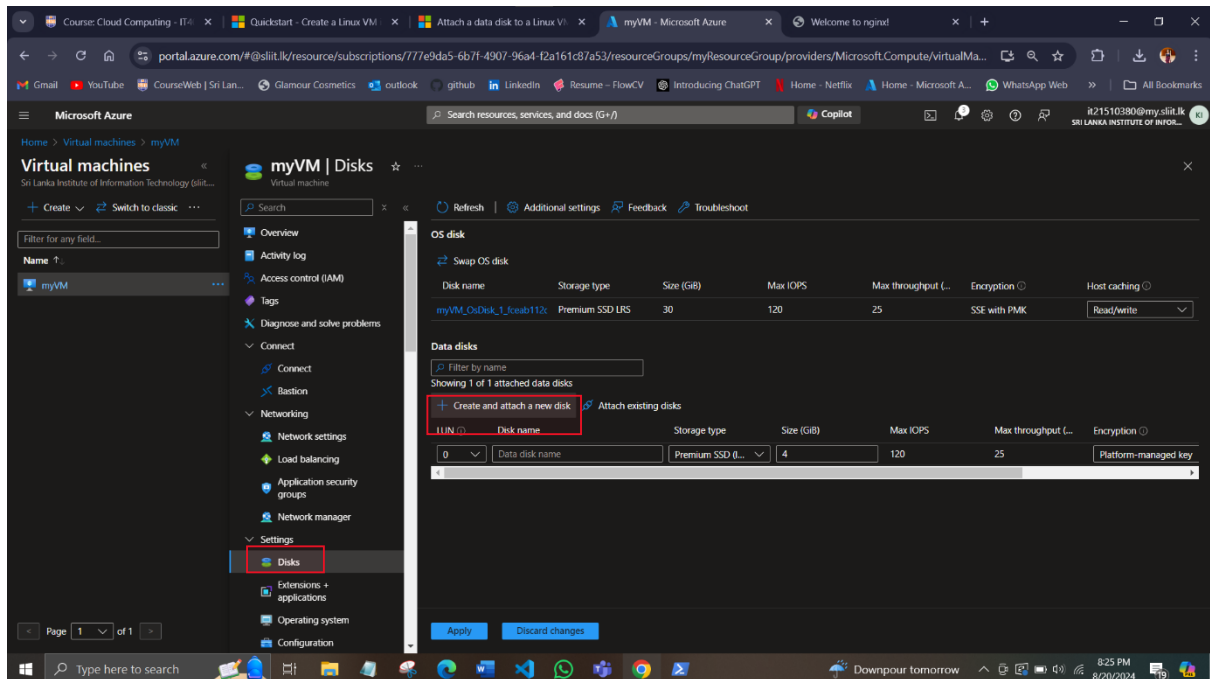 Course: Cloud Computing - IT4
Quickstart - Create a Linux VM
Attach a data disk to a Linux VM
myVM - Microsoft Azure
Welcome to nginx!
portal.azure.com/#@sliit.lk/resource/subscriptions/777e9da5-6b7f-4907-96a4-f2a161c87a53/resourceGroups/myResourceGroup/providers/Microsoft.Compute/virtualMa...
Gmail YouTube CourseWeb | Sri Lan... Glamour Cosmetics outlook github LinkedIn Resume – FlowCV Introducing ChatGPT Home - Netflix Home - Microsoft A... WhatsApp Web » All Bookmarks
Microsoft Azure
Search resources, services, and docs (G+/)
Copilot
it21510380@my.sliit.lk
SRI LANKA INSTITUTE OF INFOR...
KI
Home > Virtual machines > myVM
Virtual machines «
Sri Lanka Institute of Information Technology (sliit....
+ Create Switch to classic ...
Filter for any field...
Name ↑
myVM ...
Page 1 of 1
myVM | Disks ☆ ...
Virtual machine
Search
Overview
Activity log
Access control (IAM)
Tags
Diagnose and solve problems
Connect
Connect
Bastion
Networking
Network settings
Load balancing
Application security
groups
Network manager
Settings
Disks
Extensions +
applications
Operating system
Configuration
Refresh | Additional settings Feedback Troubleshoot
OS disk
Swap OS disk
Disk name Storage type Size (GiB) Max IOPS Max throughput (... Encryption Host caching
myVM_OsDisk_1_fceab112c Premium SSD LRS 30 120 25 SSE with PMK Read/write
Data disks
Filter by name
Showing 1 of 1 attached data disks
+ Create and attach a new disk Attach existing disks
LUN Disk name Storage type Size (GiB) Max IOPS Max throughput (... Encryption
0 Data disk name Premium SSD (l... 4 120 25 Platform-managed key
Apply Discard changes
Type here to search
Downpour tomorrow
8:25 PM
8/20/2024
19